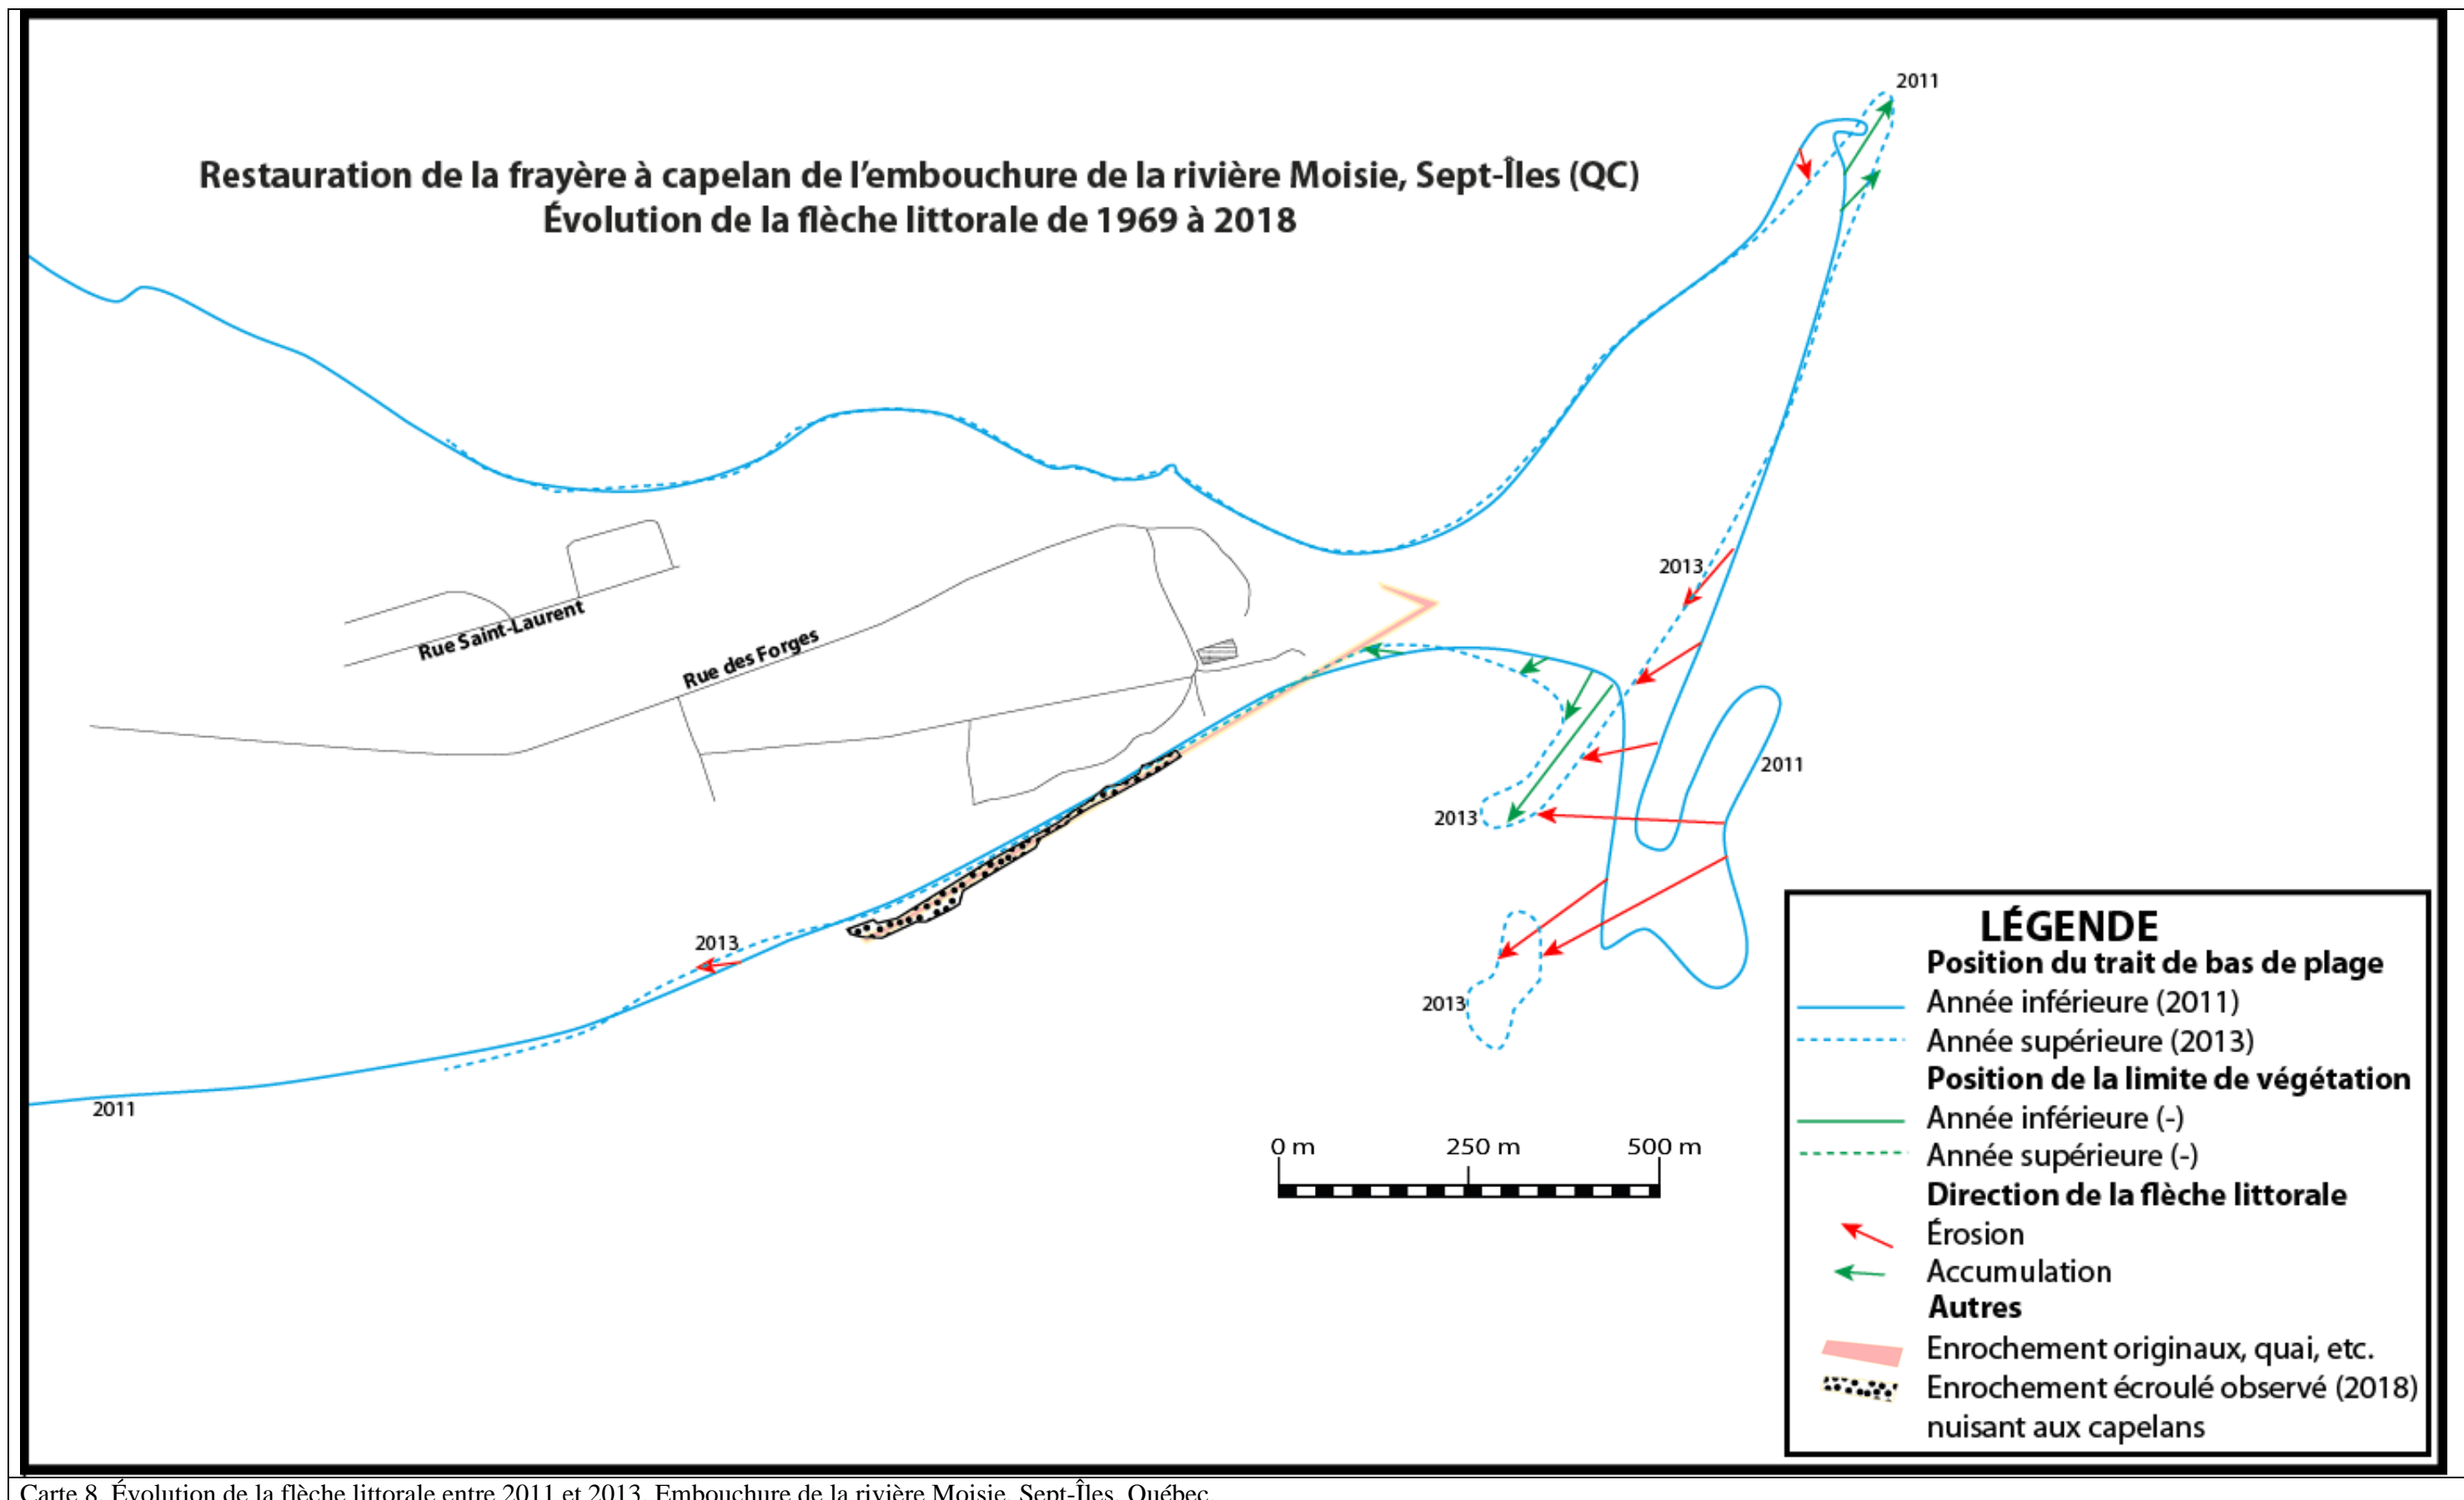 Restauration de la frayère à capelan de l'embouchure de la rivière Moisie, Sept-Îles (QC)
Évolution de la flèche littorale de 1969 à 2018
2011
2013
Rue Saint-Laurent
Rue des Forges
2011
2013
2013
2013
2011
0 m 250 m 500 m
LÉGENDE
Position du trait de bas de plage
Année inférieure (2011)
Année supérieure (2013)
Position de la limite de végétation
Année inférieure (-)
Année supérieure (-)
Direction de la flèche littorale
Érosion
Accumulation
Autres
Enrochement originaux, quai, etc.
Enrochement écroulé observé (2018)
nuisant aux capelans
Carte 8. Évolution de la flèche littorale entre 2011 et 2013. Embouchure de la rivière Moisie, Sept-Îles, Québec